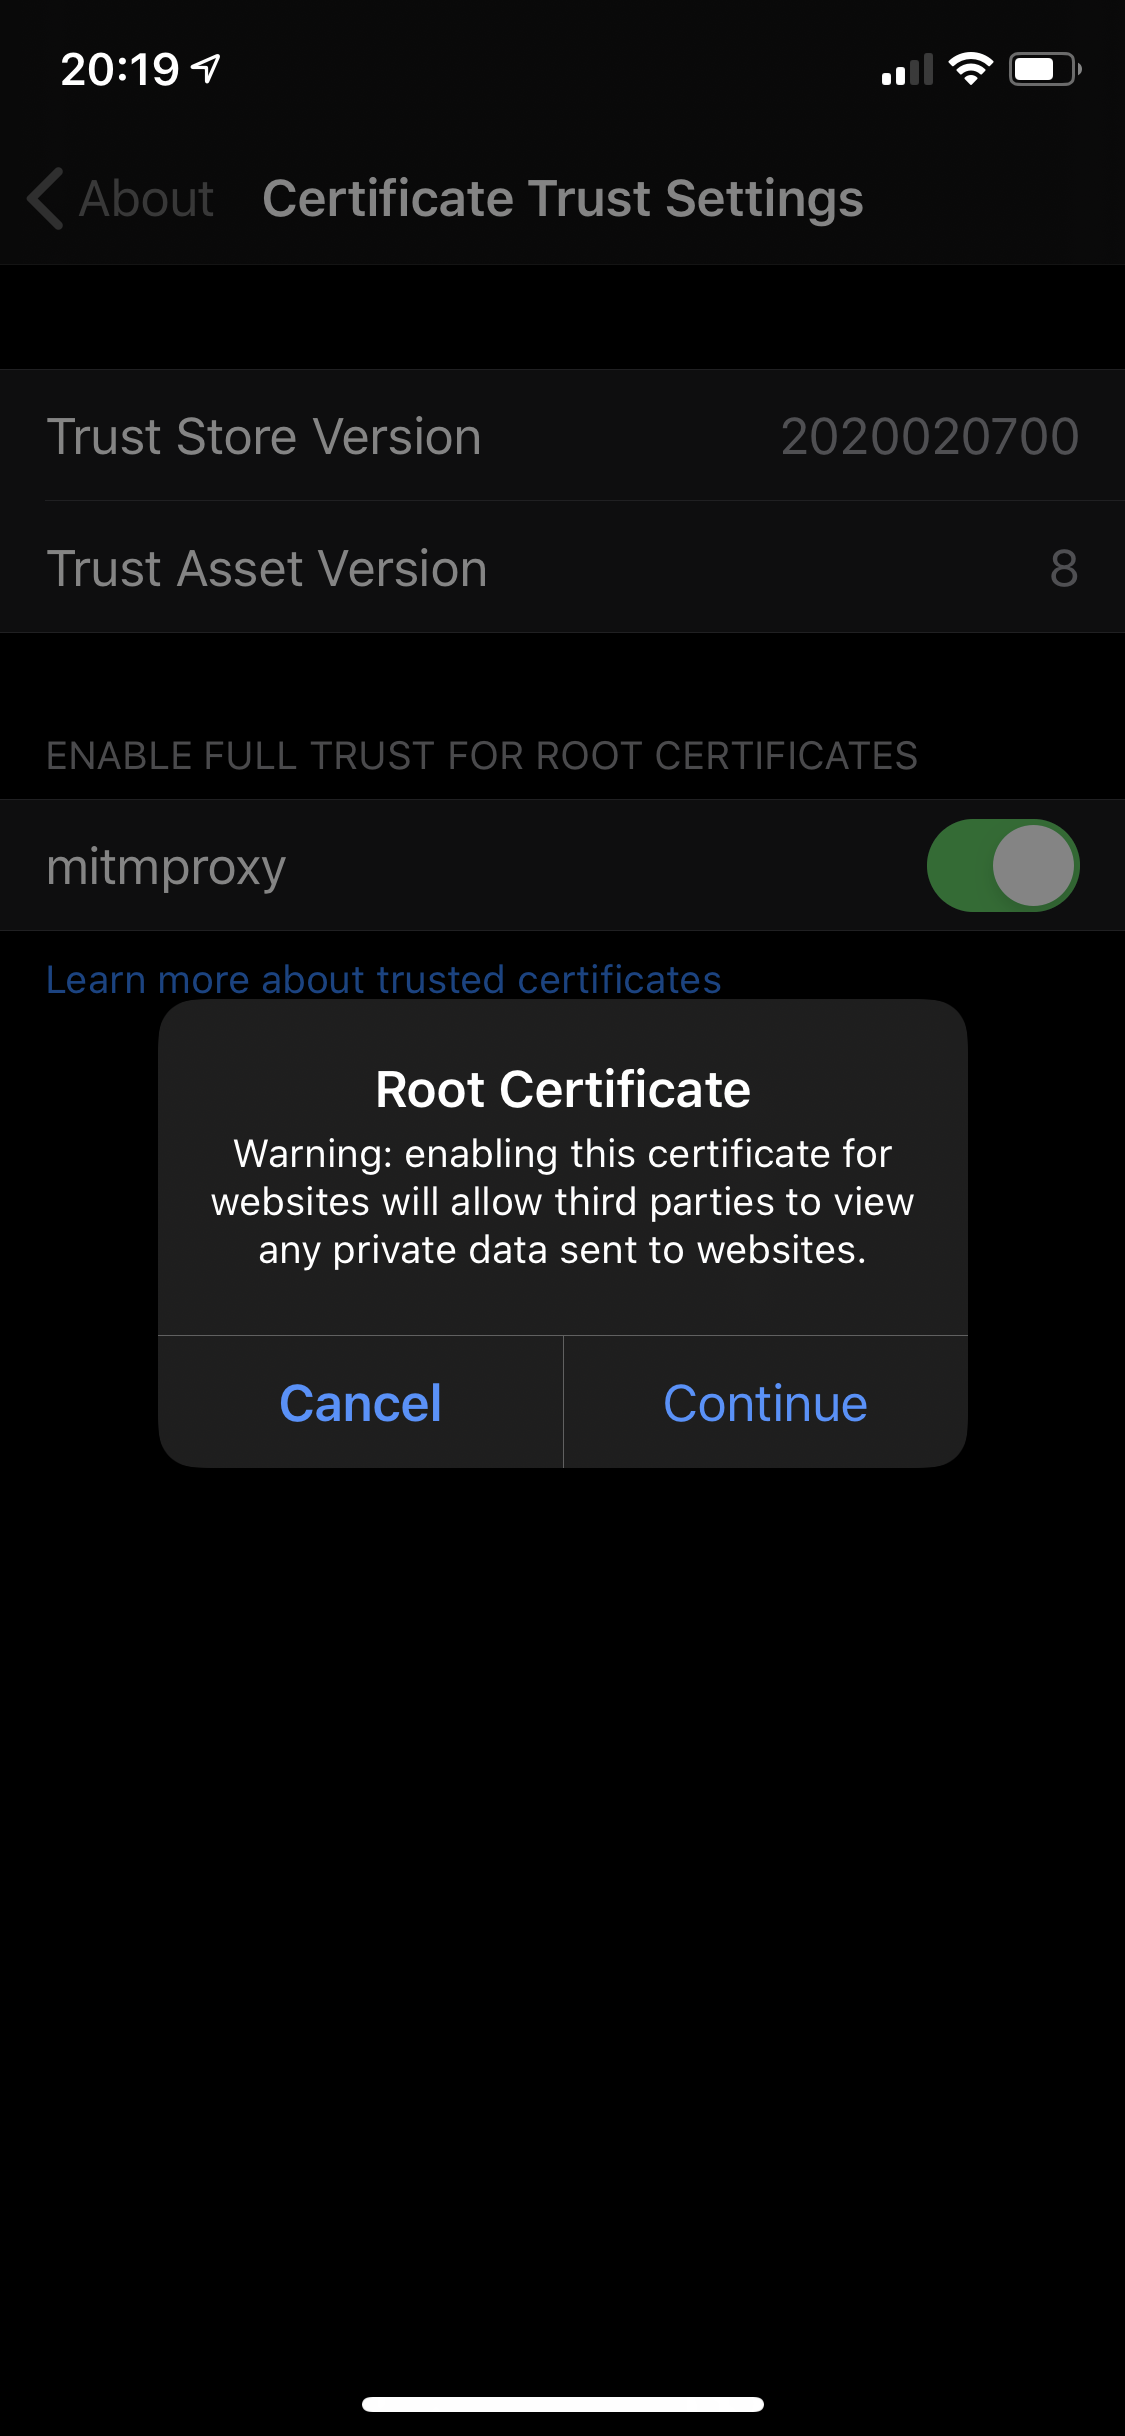 20:19
About
Certificate Trust Settings
Trust Store Version 2020020700
Trust Asset Version 8
ENABLE FULL TRUST FOR ROOT CERTIFICATES
mitmproxy
Learn more about trusted certificates
Root Certificate
Warning: enabling this certificate for
websites will allow third parties to view
any private data sent to websites.
Cancel
Continue